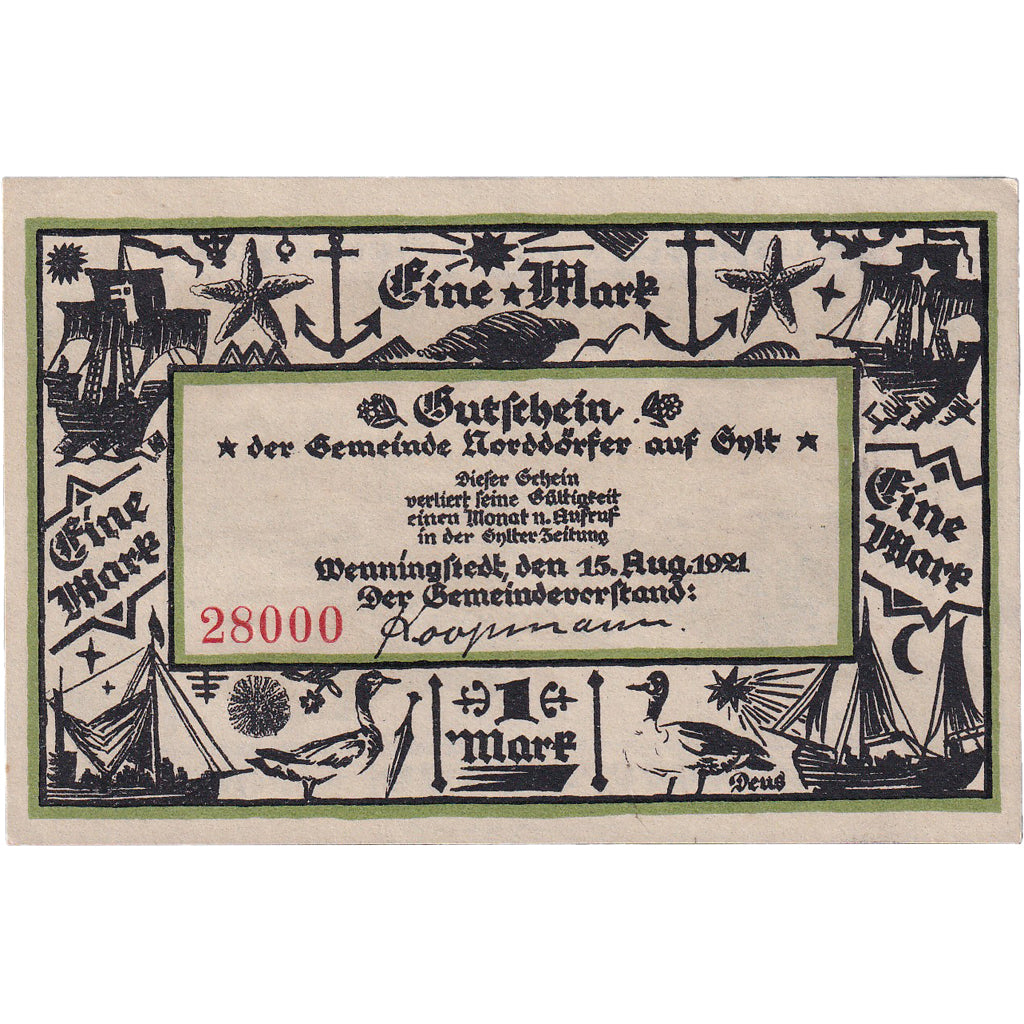 Eine ★ Mark
Gutschein
★ der Gemeinde Norddörfer auf Sylt ★
Dieser Schein
verliert seine Gültigkeit
einen Monat n. Aufruf
in der Sylter Zeitung
Wenningstedt, den 15. Aug. 1921
Der Gemeindevorstand:
28000
Koopmann.
Eine
Mark
Eine
Mark
1
Mark
Deus